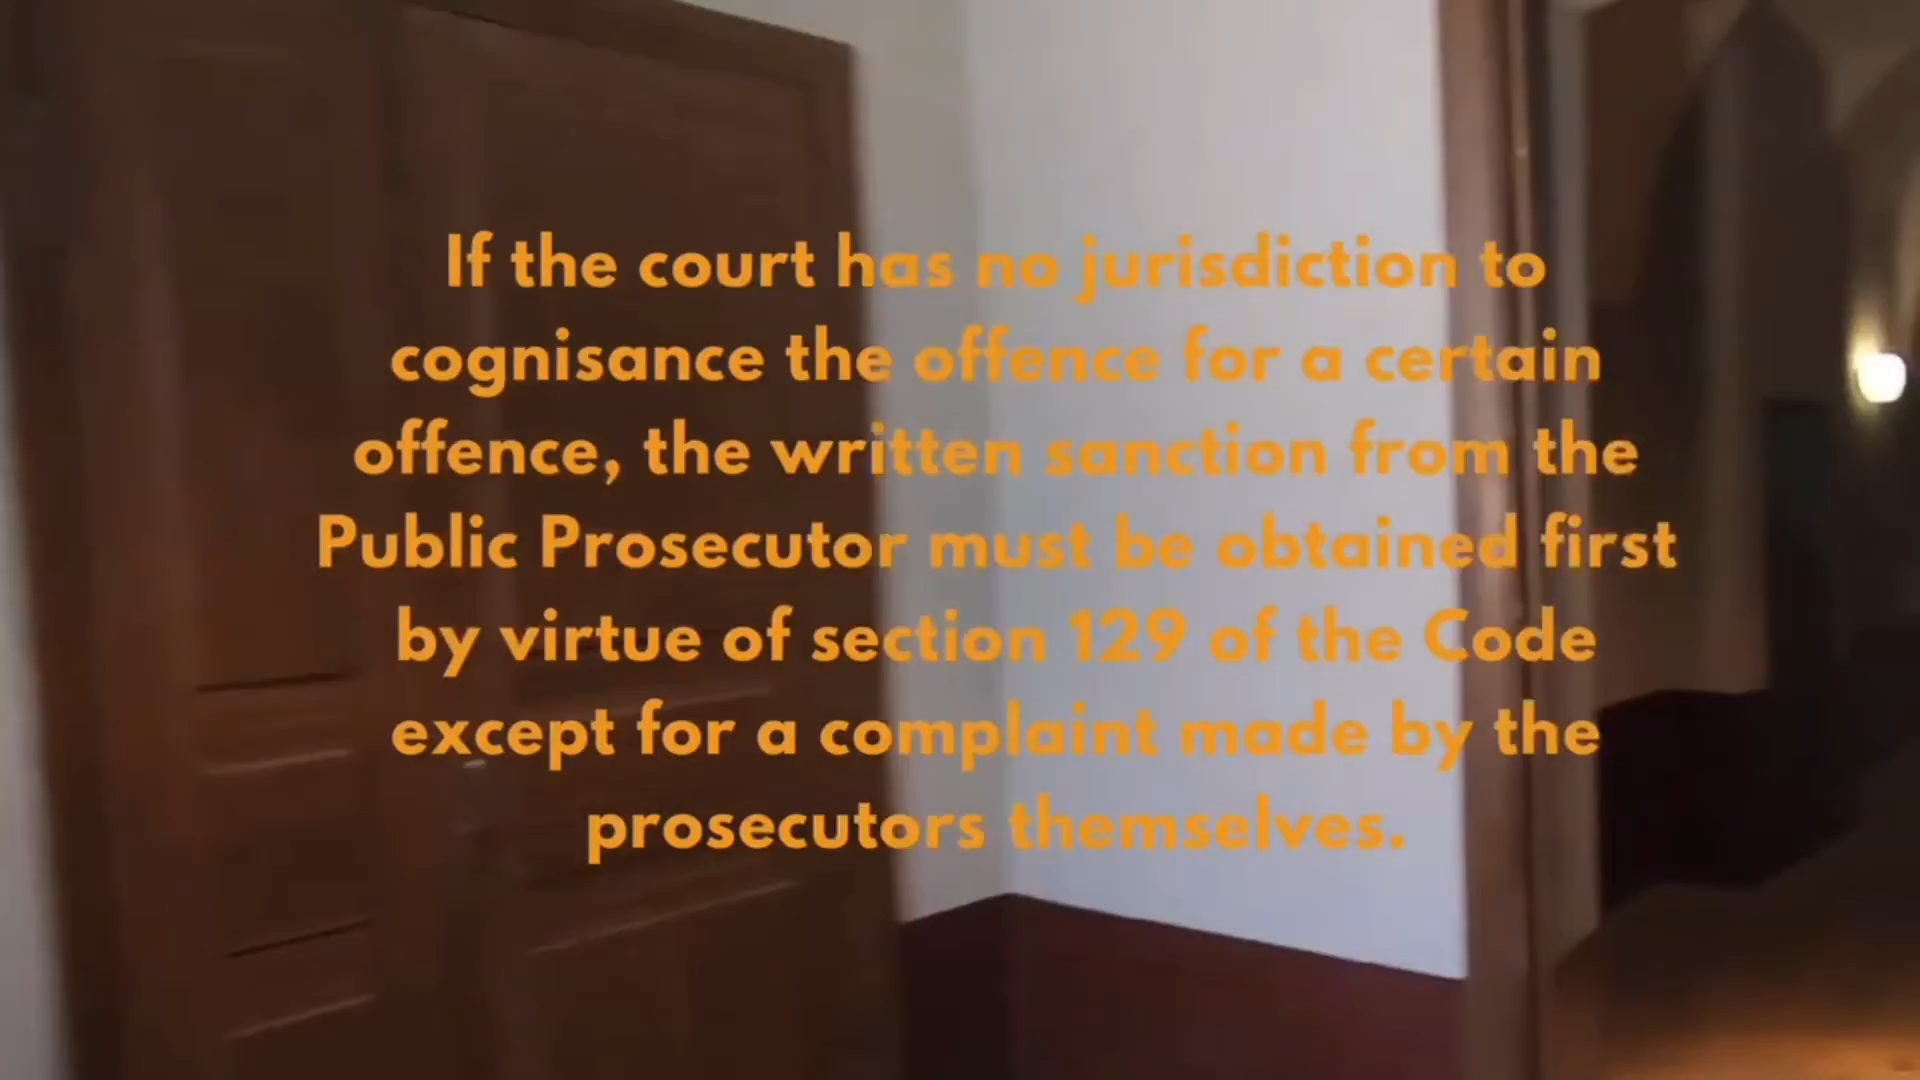 If the court has no jurisdiction to
cognisance the offence for a certain
offence, the written sanction from the
Public Prosecutor must be obtained first
by virtue of section 129 of the Code
except for a complaint made by the
prosecutors themselves.